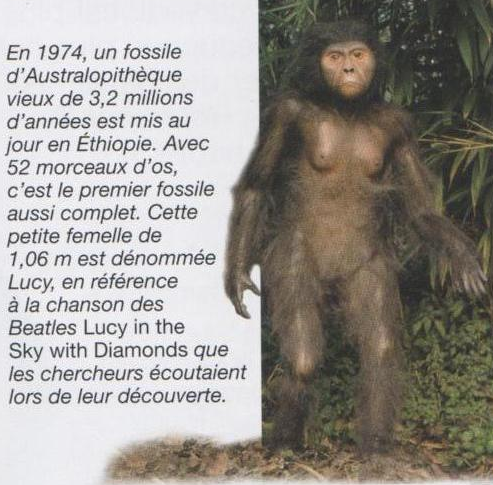 En 1974, un fossile
d'Australopithèque
vieux de 3,2 millions
d'années est mis au
jour en Éthiopie. Avec
52 morceaux d'os,
c'est le premier fossile
aussi complet. Cette
petite femelle de
1,06 m est dénommée
Lucy, en référence
à la chanson des
Beatles Lucy in the
Sky with Diamonds que
les chercheurs écoutaient
lors de leur découverte.